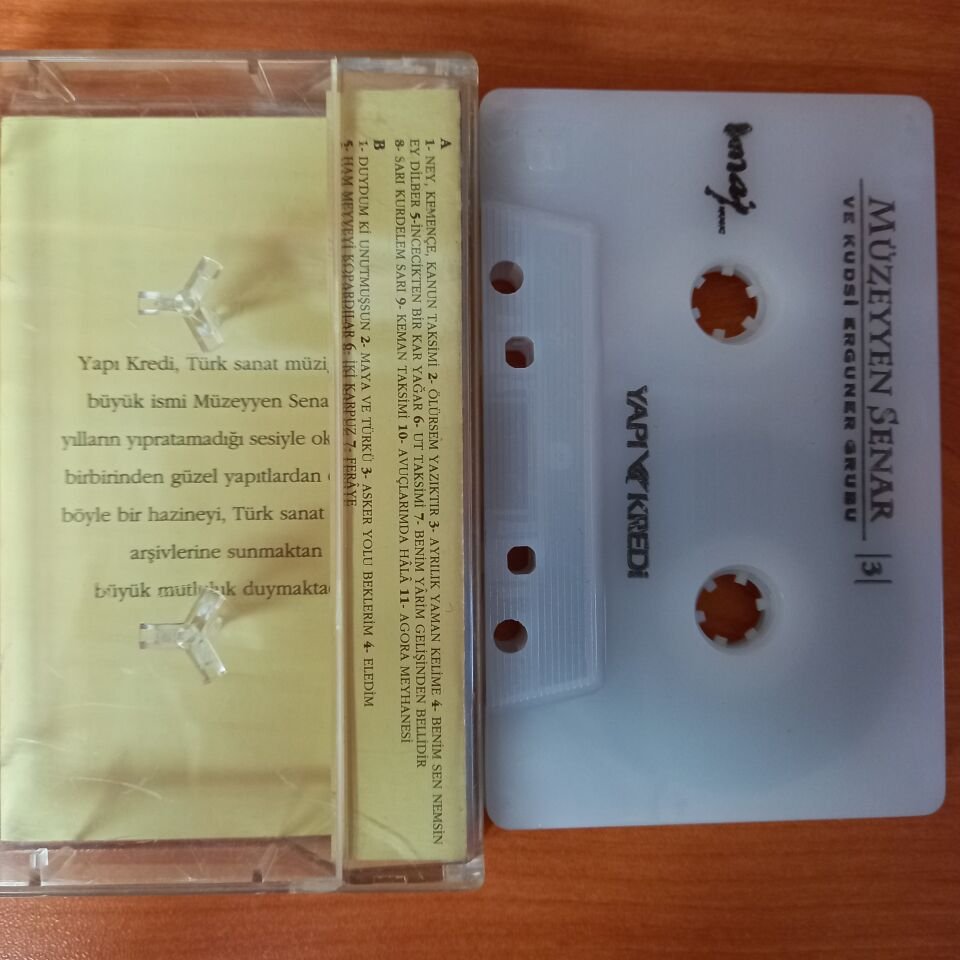 A
1- NEY, KEMENÇE, KANUN TAKSİMİ 2- ÖLÜRSEM YAZIKTIR 3- AYRILIK YAMAN KELİME 4- BENİM SEN NEMSİN
EY DİLBER 5-İNCECİKTEN BİR KAR YAĞAR 6- UT TAKSİMİ 7- BENİM YÂRİM GELİŞİNDEN BELLİDİR
8- SARI KURDELEM SARI 9- KEMAN TAKSİMİ 10- AVUÇLARIMDA HÂLÂ 11- AGORA MEYHANESİ
B
1- DUYDUM Kİ UNUTMUŞSUN 2- MAYA VE TÜRKÜ 3- ASKER YOLU BEKLERİM 4- ELEDİM
5- HAM MEYVEYİ KOPARDILAR 6- İKİ KARPUZ 7- FERÂYE
Yapı Kredi, Türk sanat müzi
büyük ismi Müzeyyen Sena
yılların yıpratamadığı sesiyle ok
birbirinden güzel yapıtlardan
böyle bir hazineyi, Türk sanat
arşivlerine sunmaktan
büyük mutluluk duymakta
MÜZEYYEN SENAR |3|
VE KUDSİ ERGUNER GRUBU
imaj
YAPI KREDİ